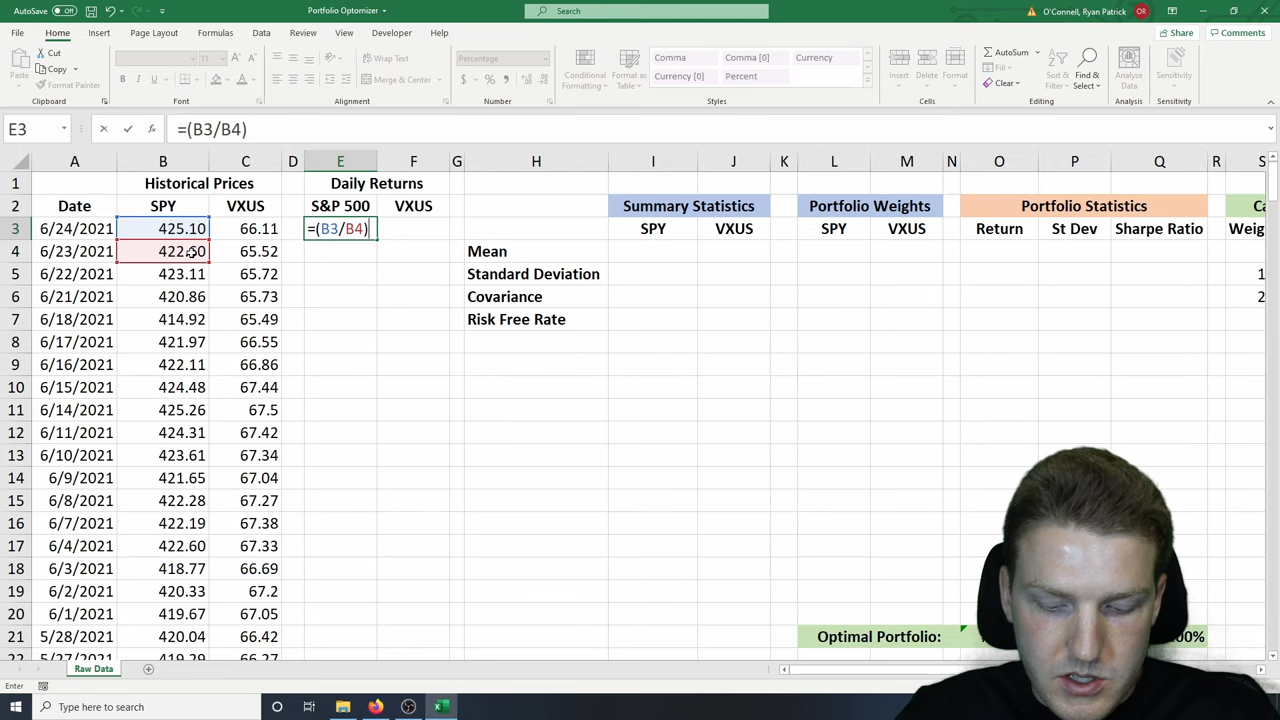 AutoSave Off
Portfolio Optomizer
Search
O'Connell, Ryan Patrick OR
File Home Insert Page Layout Formulas Data Review View Developer Help
Share Comments
Paste Cut Copy Format Painter
Clipboard
11 A A
B I U
Font
Wrap Text
Merge & Center
Alignment
Percentage
$ % ,
Number
Conditional Formatting Format as Table
Comma Comma [0] Currency
Currency [0] Percent
Styles
Insert Delete Format
Cells
AutoSum
Fill
Clear
Sort & Filter Find & Select
Editing
Analyze Data
Analysis
Sensitivity
Sensitivity
E3 fx =(B3/B4)
A B C D E F G H I J K L M N O P Q R S
1 Historical Prices Daily Returns
2 Date SPY VXUS S&P 500 VXUS Summary Statistics Portfolio Weights Portfolio Statistics
3 6/24/2021 425.10 66.11 =(B3/B4) SPY VXUS SPY VXUS Return St Dev Sharpe Ratio
4 6/23/2021 65.52 Mean
5 6/22/2021 423.11 65.72 Standard Deviation 1
6 6/21/2021 420.86 65.73 Covariance 2
7 6/18/2021 414.92 65.49 Risk Free Rate
8 6/17/2021 421.97 66.55
9 6/16/2021 422.11 66.86
10 6/15/2021 424.48 67.44
11 6/14/2021 425.26 67.5
12 6/11/2021 424.31 67.42
13 6/10/2021 423.61 67.34
14 6/9/2021 421.65 67.04
15 6/8/2021 422.28 67.27
16 6/7/2021 422.19 67.38
17 6/4/2021 422.60 67.33
18 6/3/2021 418.77 66.69
19 6/2/2021 420.33 67.2
20 6/1/2021 419.67 67.05
21 5/28/2021 420.04 66.42 Optimal Portfolio:
22 5/27/2021 419.29 66.27
Raw Data
Enter
Type here to search